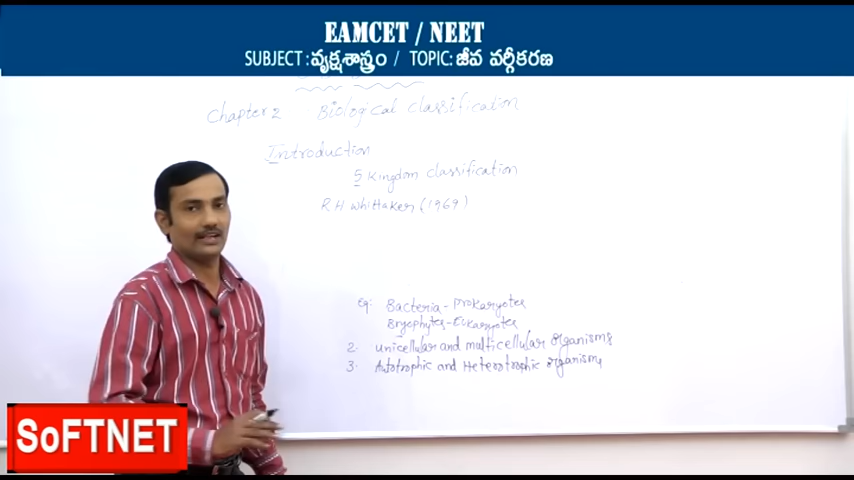 EAMCET / NEET
SUBJECT : వృక్షశాస్త్రం / TOPIC: జీవ వర్గీకరణ
Chapter 2 Biological classification
Introduction
5 Kingdom classification
R H Whittaker (1969)
Eg: Bacteria - Prokaryotes
Bryophytes - Eukaryotes
2. unicellular and multicellular organisms
3. Autotrophic and Heterotrophic organisms
SoFTNET